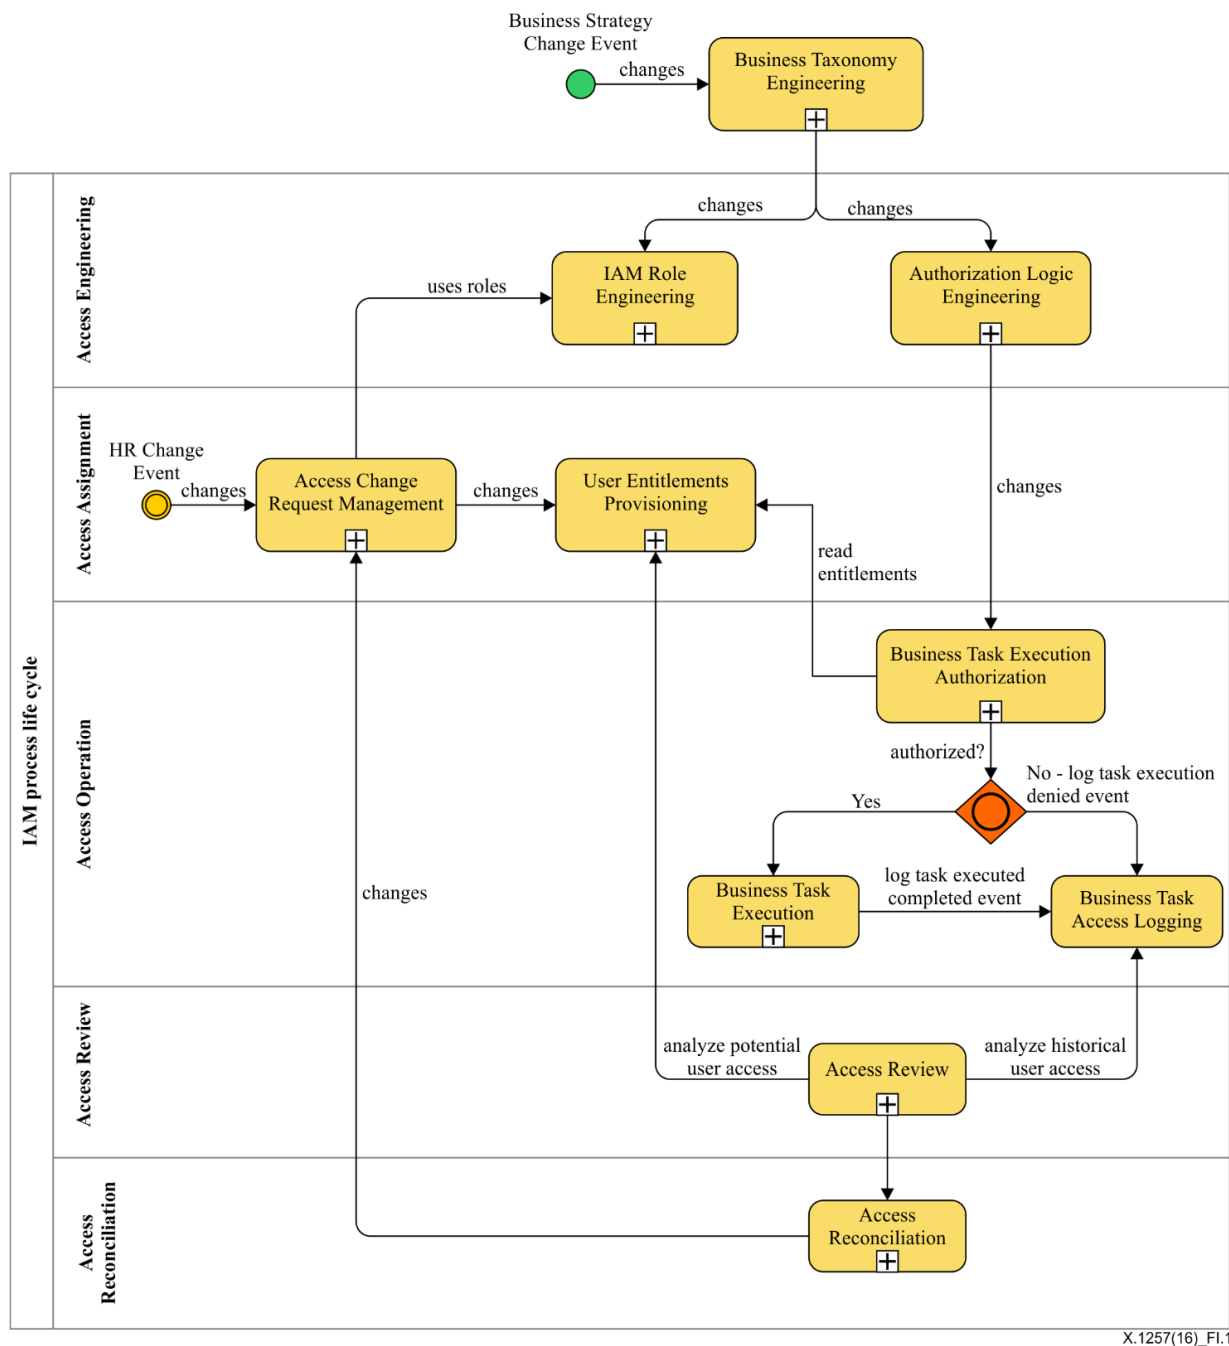 Business Strategy
Change Event
changes
Business Taxonomy
Engineering
IAM process life cycle
Access Engineering
changes
changes
uses roles
IAM Role
Engineering
Authorization Logic
Engineering
Access Assignment
HR Change
Event
changes
Access Change
Request Management
changes
User Entitlements
Provisioning
changes
read
entitlements
Access Operation
Business Task Execution
Authorization
authorized?
No - log task execution
denied event
Yes
changes
Business Task
Execution
log task executed
completed event
Business Task
Access Logging
Access Review
analyze potential
user access
Access Review
analyze historical
user access
Access
Reconciliation
Access
Reconciliation
X.1257(16)_FI.1